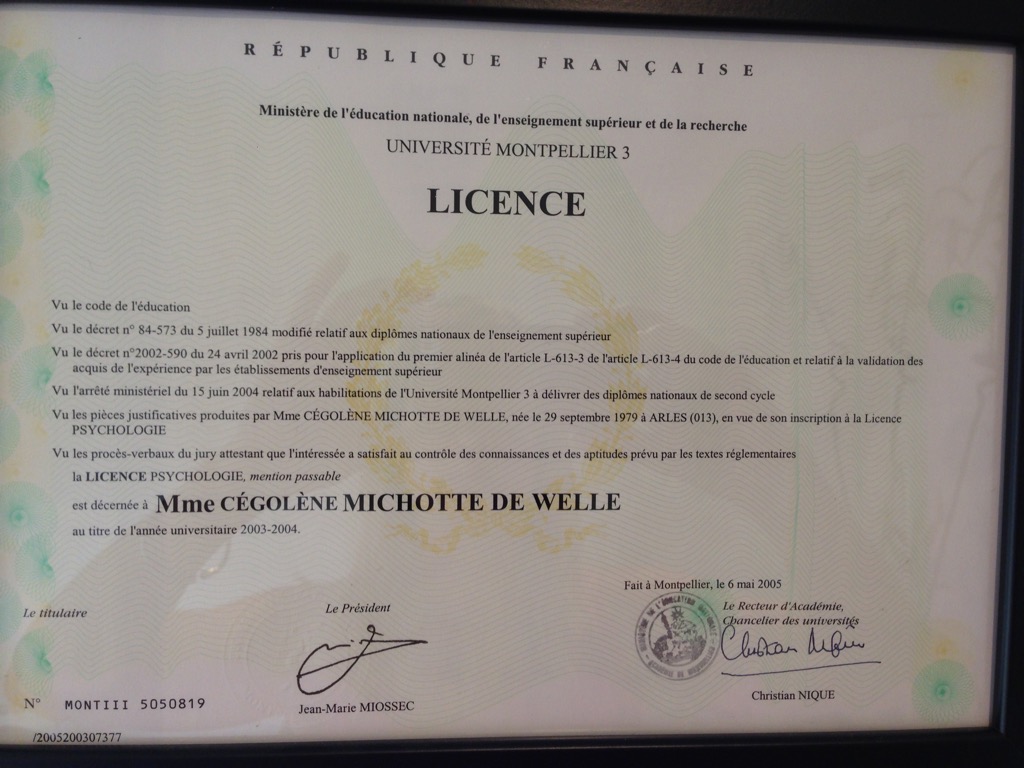 RÉPUBLIQUE FRANÇAISE
Ministère de l'éducation nationale, de l'enseignement supérieur et de la recherche
UNIVERSITÉ MONTPELLIER 3
LICENCE
Vu le code de l'éducation
Vu le décret n° 84-573 du 5 juillet 1984 modifié relatif aux diplômes nationaux de l'enseignement supérieur
Vu le décret n°2002-590 du 24 avril 2002 pris pour l'application du premier alinéa de l'article L-613-3 de l'article L-613-4 du code de l'éducation et relatif à la validation des
acquis de l'expérience par les établissements d'enseignement supérieur
Vu l'arrêté ministériel du 15 juin 2004 relatif aux habilitations de l'Université Montpellier 3 à délivrer des diplômes nationaux de second cycle
Vu les pièces justificatives produites par Mme CÉGOLÈNE MICHOTTE DE WELLE, née le 29 septembre 1979 à ARLES (013), en vue de son inscription à la Licence
PSYCHOLOGIE
Vu les procès-verbaux du jury attestant que l'intéressée a satisfait au contrôle des connaissances et des aptitudes prévu par les textes réglementaires
la LICENCE PSYCHOLOGIE, mention passable
est décernée à Mme CÉGOLÈNE MICHOTTE DE WELLE
au titre de l'année universitaire 2003-2004.
Fait à Montpellier, le 6 mai 2005
Le titulaire
Le Président
Le Recteur d'Académie,
Chancelier des universités
Jean-Marie MIOSSEC
Christian NIQUE
N° MONTIII 5050819
/2005200307377